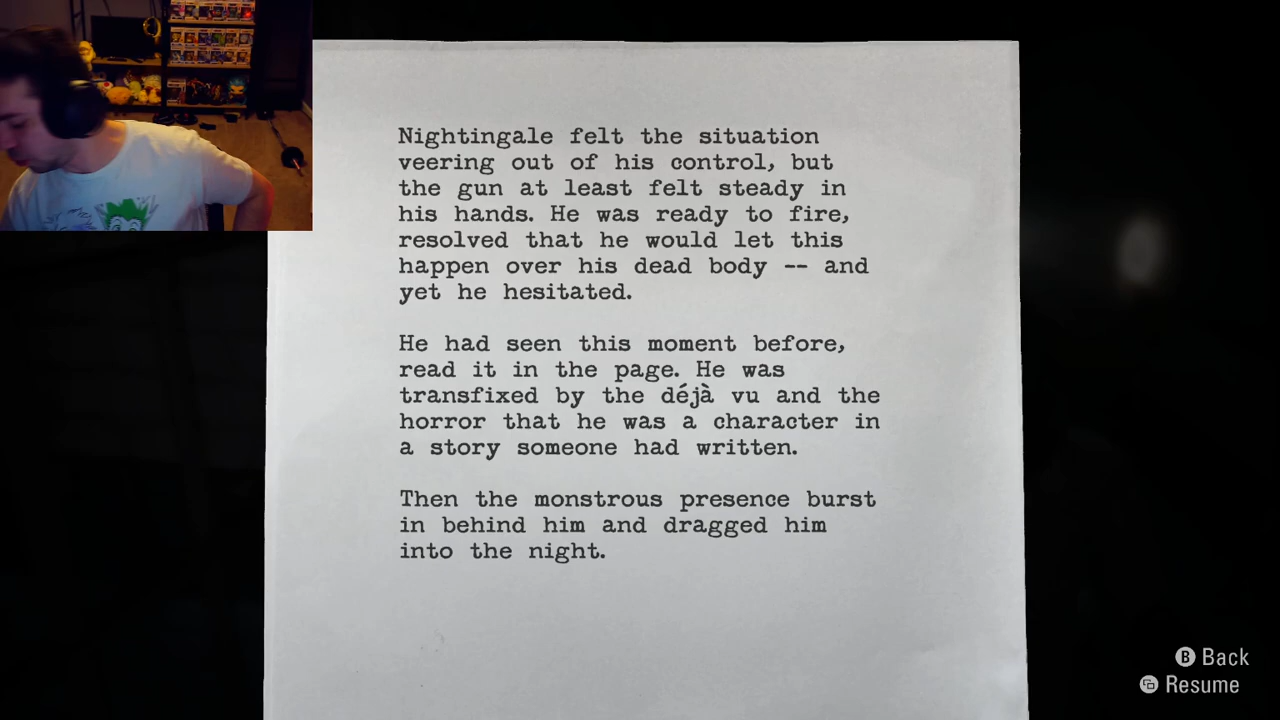 Nightingale felt the situation
veering out of his control, but
the gun at least felt steady in
his hands. He was ready to fire,
resolved that he would let this
happen over his dead body -- and
yet he hesitated.
He had seen this moment before,
read it in the page. He was
transfixed by the déjà vu and the
horror that he was a character in
a story someone had written.
Then the monstrous presence burst
in behind him and dragged him
into the night.
B Back
Resume